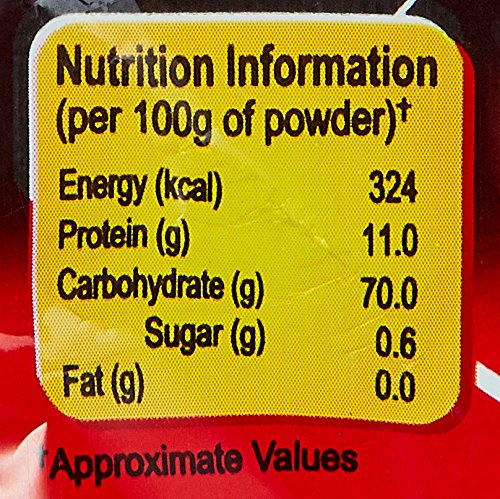 Nutrition Information
(per 100g of powder)†
Energy (kcal) 324
Protein (g) 11.0
Carbohydrate (g) 70.0
Sugar (g) 0.6
Fat (g) 0.0
†Approximate Values